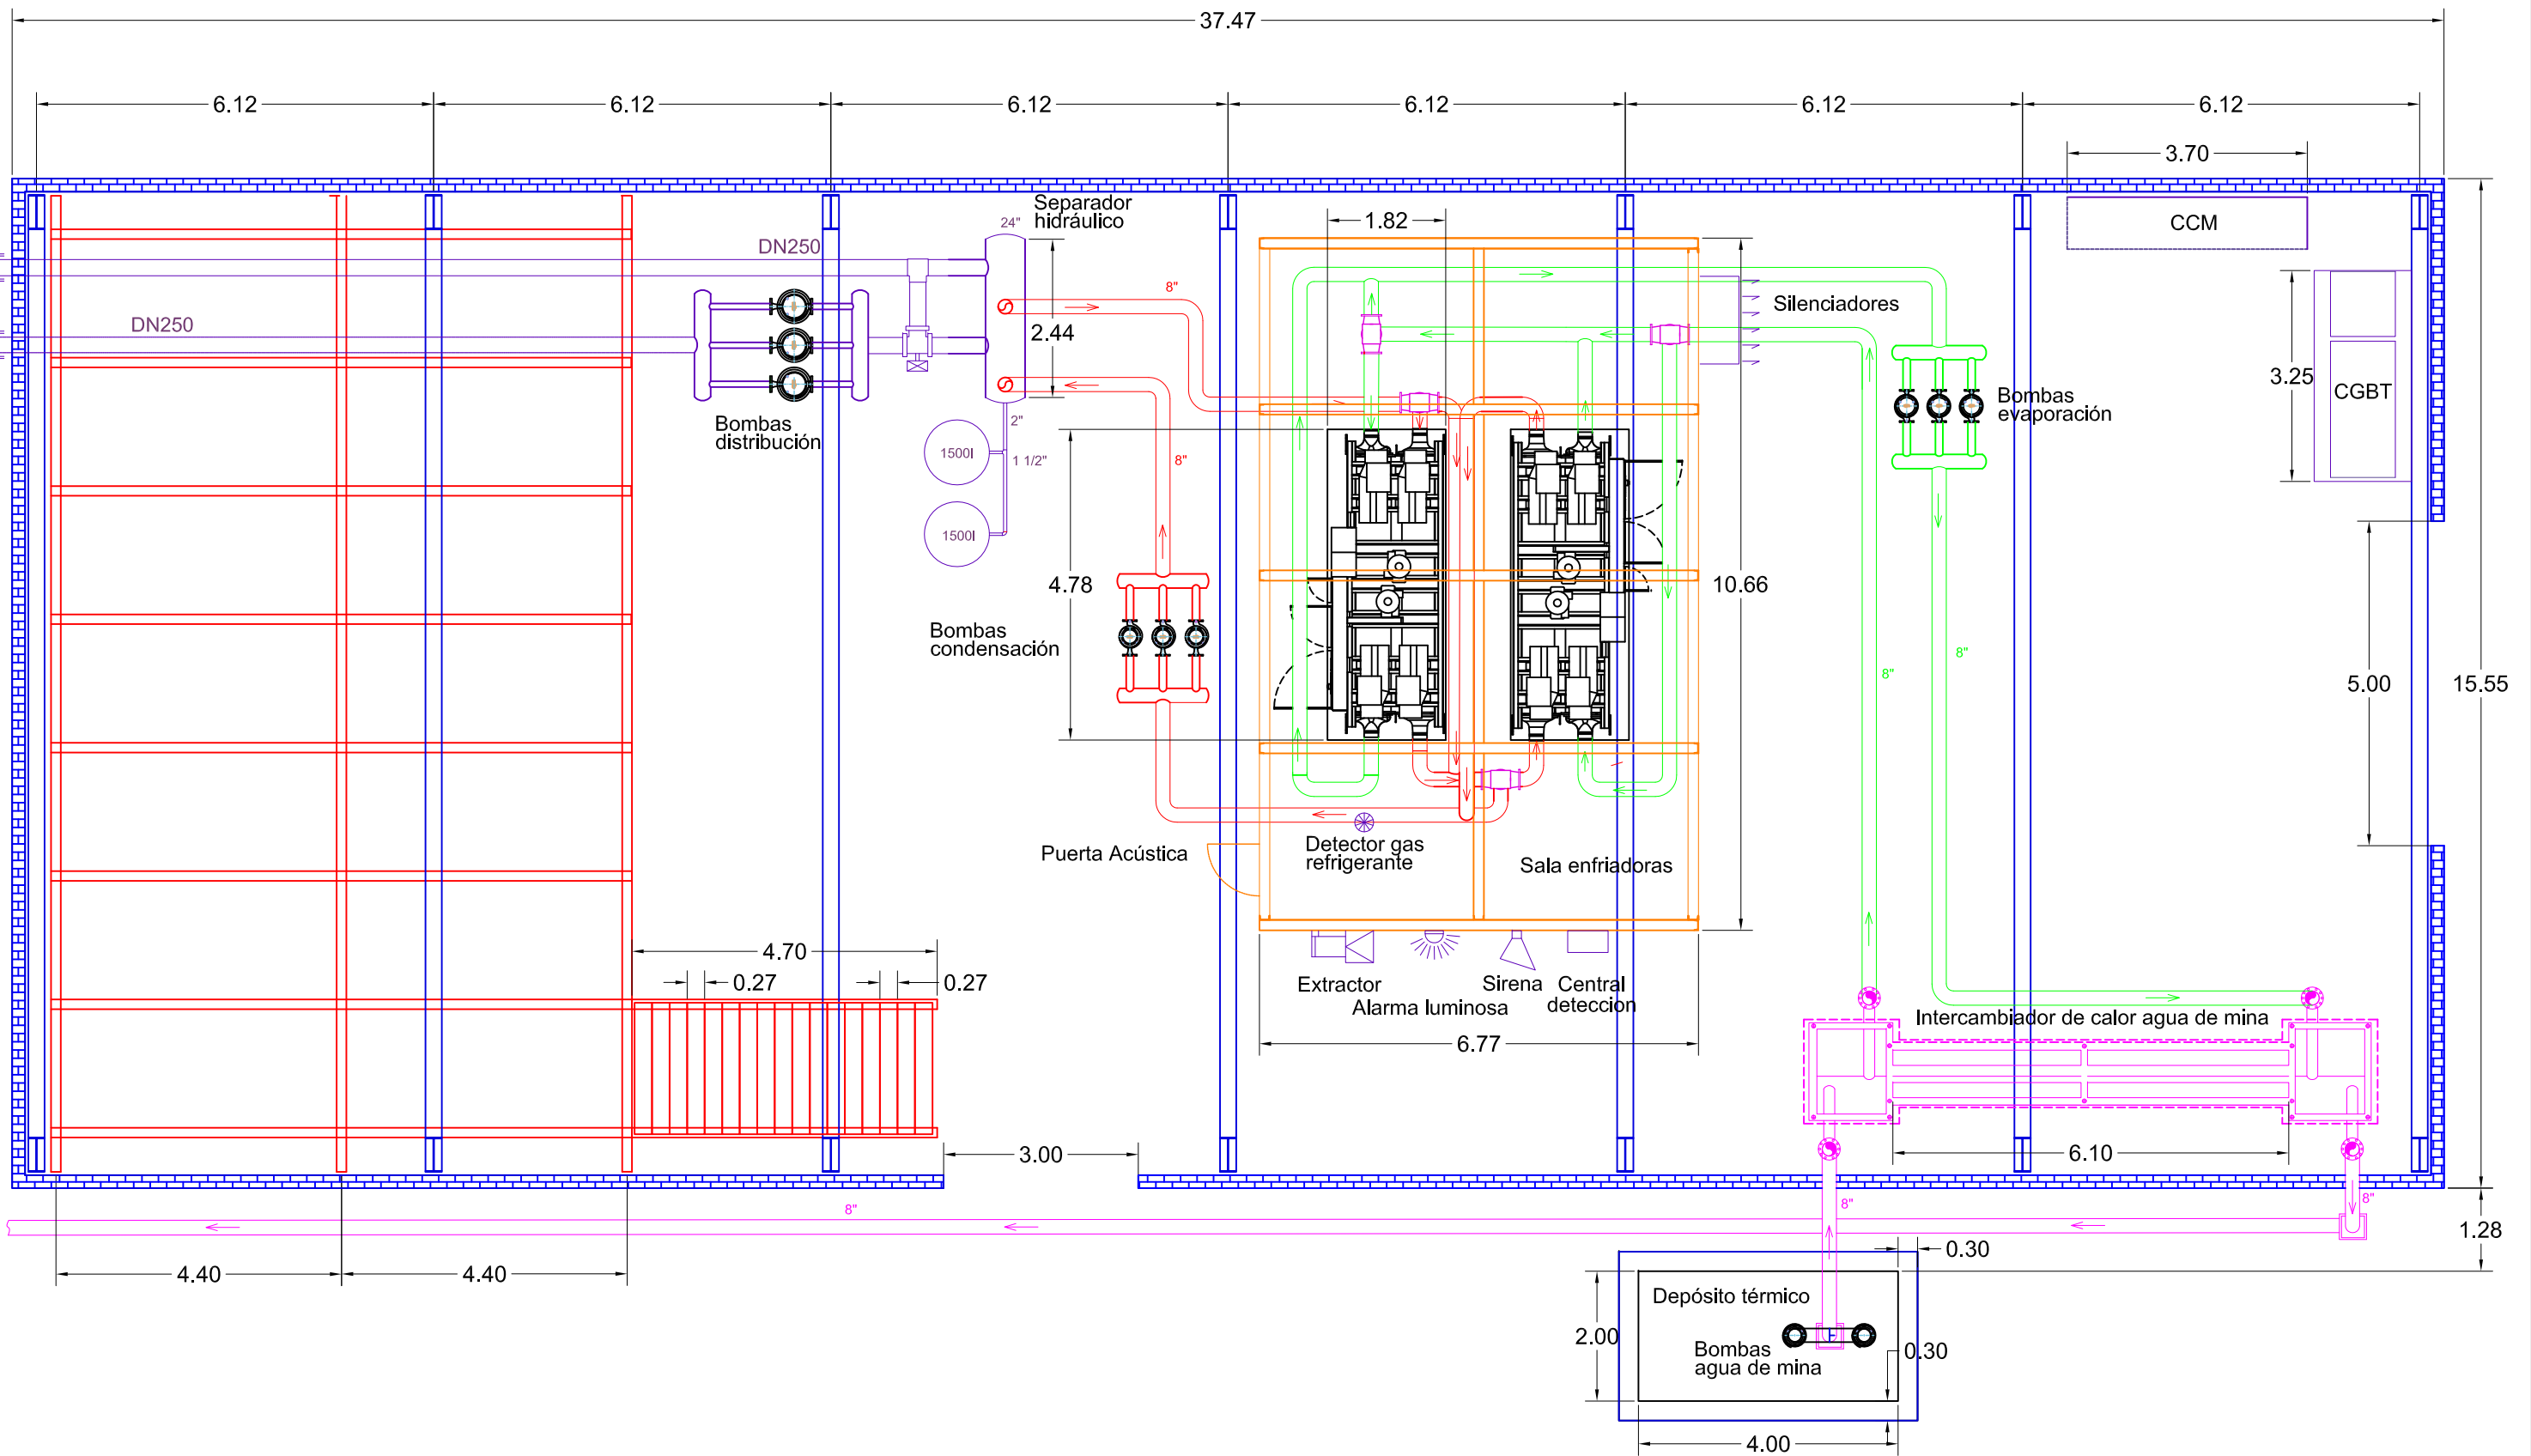 37.47
6.12
6.12
6.12
6.12
6.12
6.12
3.70
CCM
Separador
hidráulico
24"
1.82
DN250
DN250
8"
2.44
Silenciadores
3.25
CGBT
Bombas
distribución
2"
1500l
1 1/2"
8"
1500l
Bombas
evaporación
4.78
10.66
Bombas
condensación
8"
8"
5.00
15.55
Puerta Acústica
Detector gas
refrigerante
Sala enfriadoras
4.70
0.27
0.27
Extractor
Alarma luminosa
Sirena
Central
detección
Intercambiador de calor agua de mina
6.77
3.00
6.10
8"
8"
8"
1.28
4.40
4.40
0.30
Depósito térmico
2.00
Bombas
agua de mina
0.30
4.00